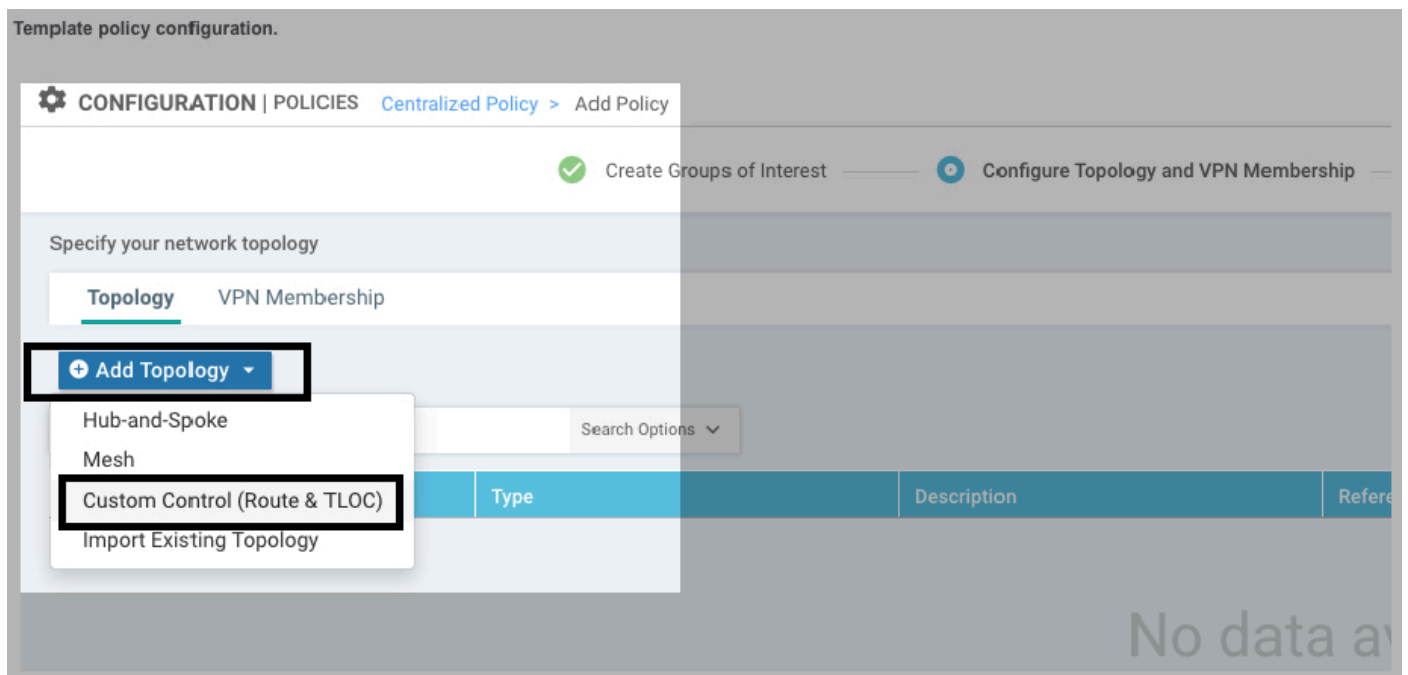 Template policy configuration.
CONFIGURATION | POLICIES Centralized Policy > Add Policy
Create Groups of Interest Configure Topology and VPN Membership
Specify your network topology
Topology VPN Membership
Add Topology
Hub-and-Spoke
Search Options
Mesh
Custom Control (Route & TLOC)
Type Description
Import Existing Topology
No data